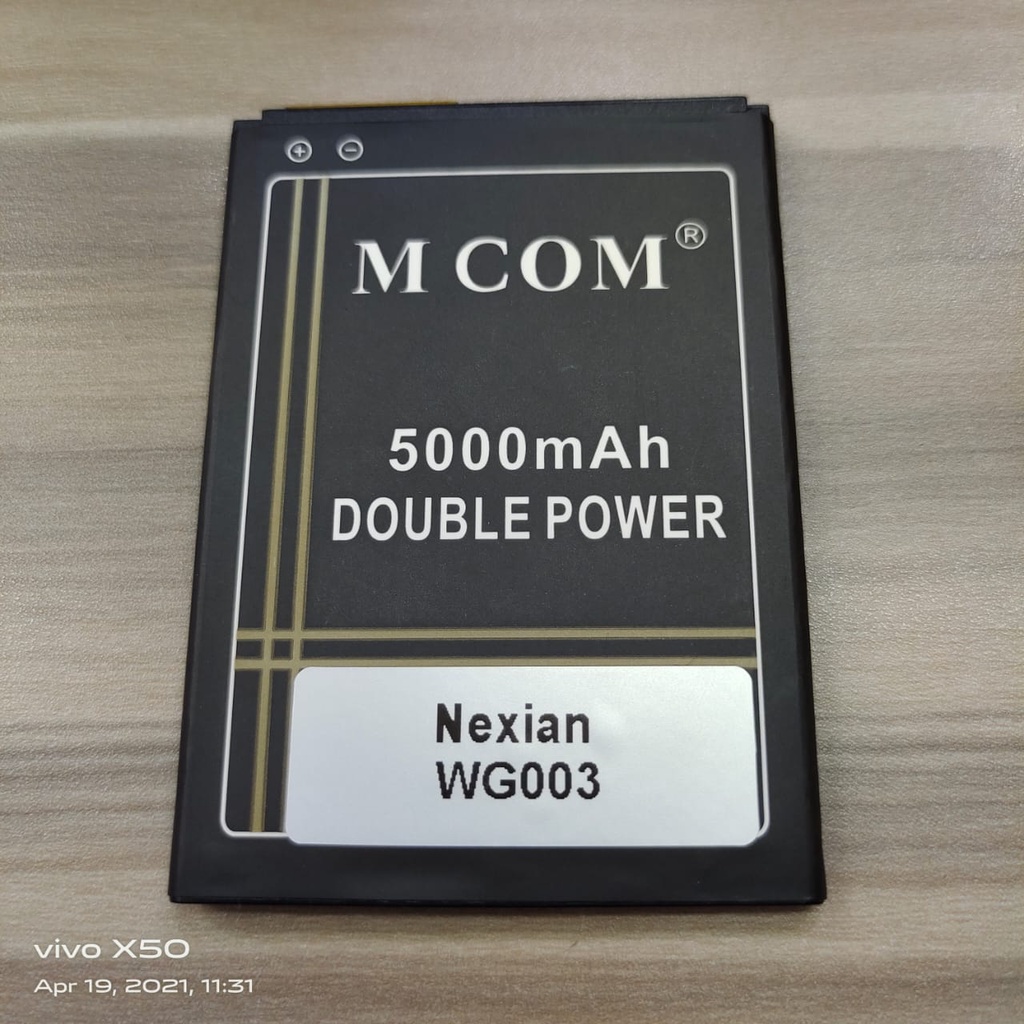 + -
M COM®
5000mAh
DOUBLE POWER
Nexian
WG003
vivo X50
Apr 19, 2021, 11:31